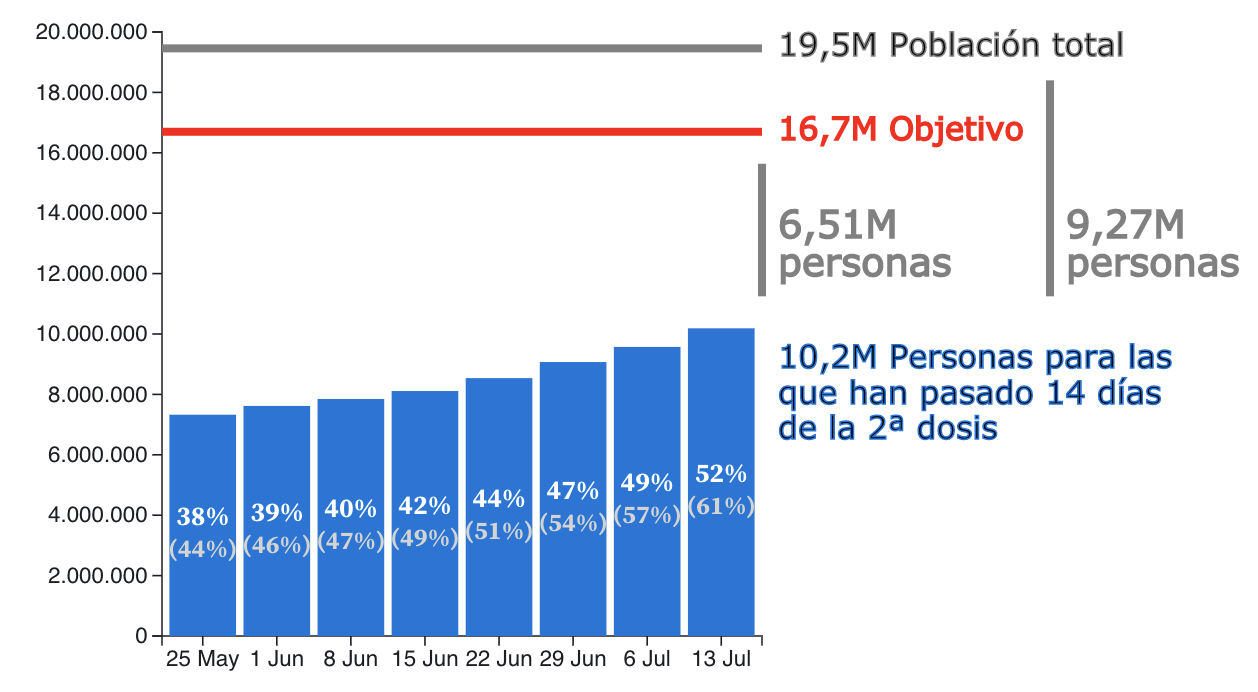 20.000.000
18.000.000
16.000.000
14.000.000
12.000.000
10.000.000
8.000.000
6.000.000
4.000.000
2.000.000
0
19,5M Población total
16,7M Objetivo
6,51M
personas
9,27M
personas
10,2M Personas para las
que han pasado 14 días
de la 2ª dosis
38%
(44%)
39%
(46%)
40%
(47%)
42%
(49%)
44%
(51%)
47%
(54%)
49%
(57%)
52%
(61%)
25 May
1 Jun
8 Jun
15 Jun
22 Jun
29 Jun
6 Jul
13 Jul